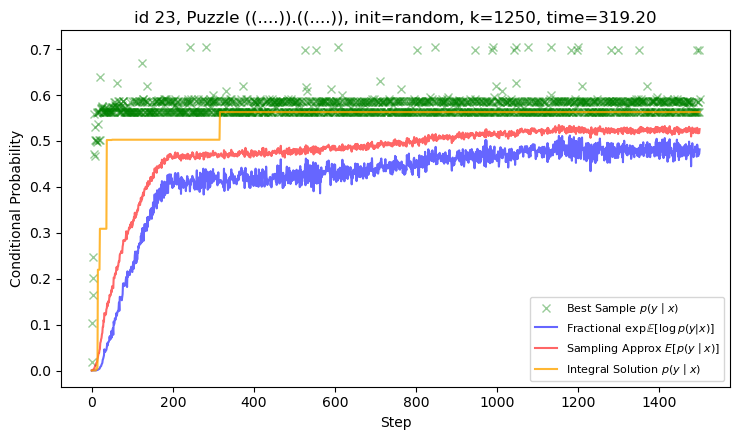 id 23, Puzzle ((....)).((....)), init=random, k=1250, time=319.20
Conditional Probability
0.7
0.6
0.5
0.4
0.3
0.2
0.1
0.0
0
200
400
600
800
1000
1200
1400
Step
Best Sample p(y | x)
Fractional exp𝔼[log p(y|x)]
Sampling Approx E[p(y | x)]
Integral Solution p(y | x)